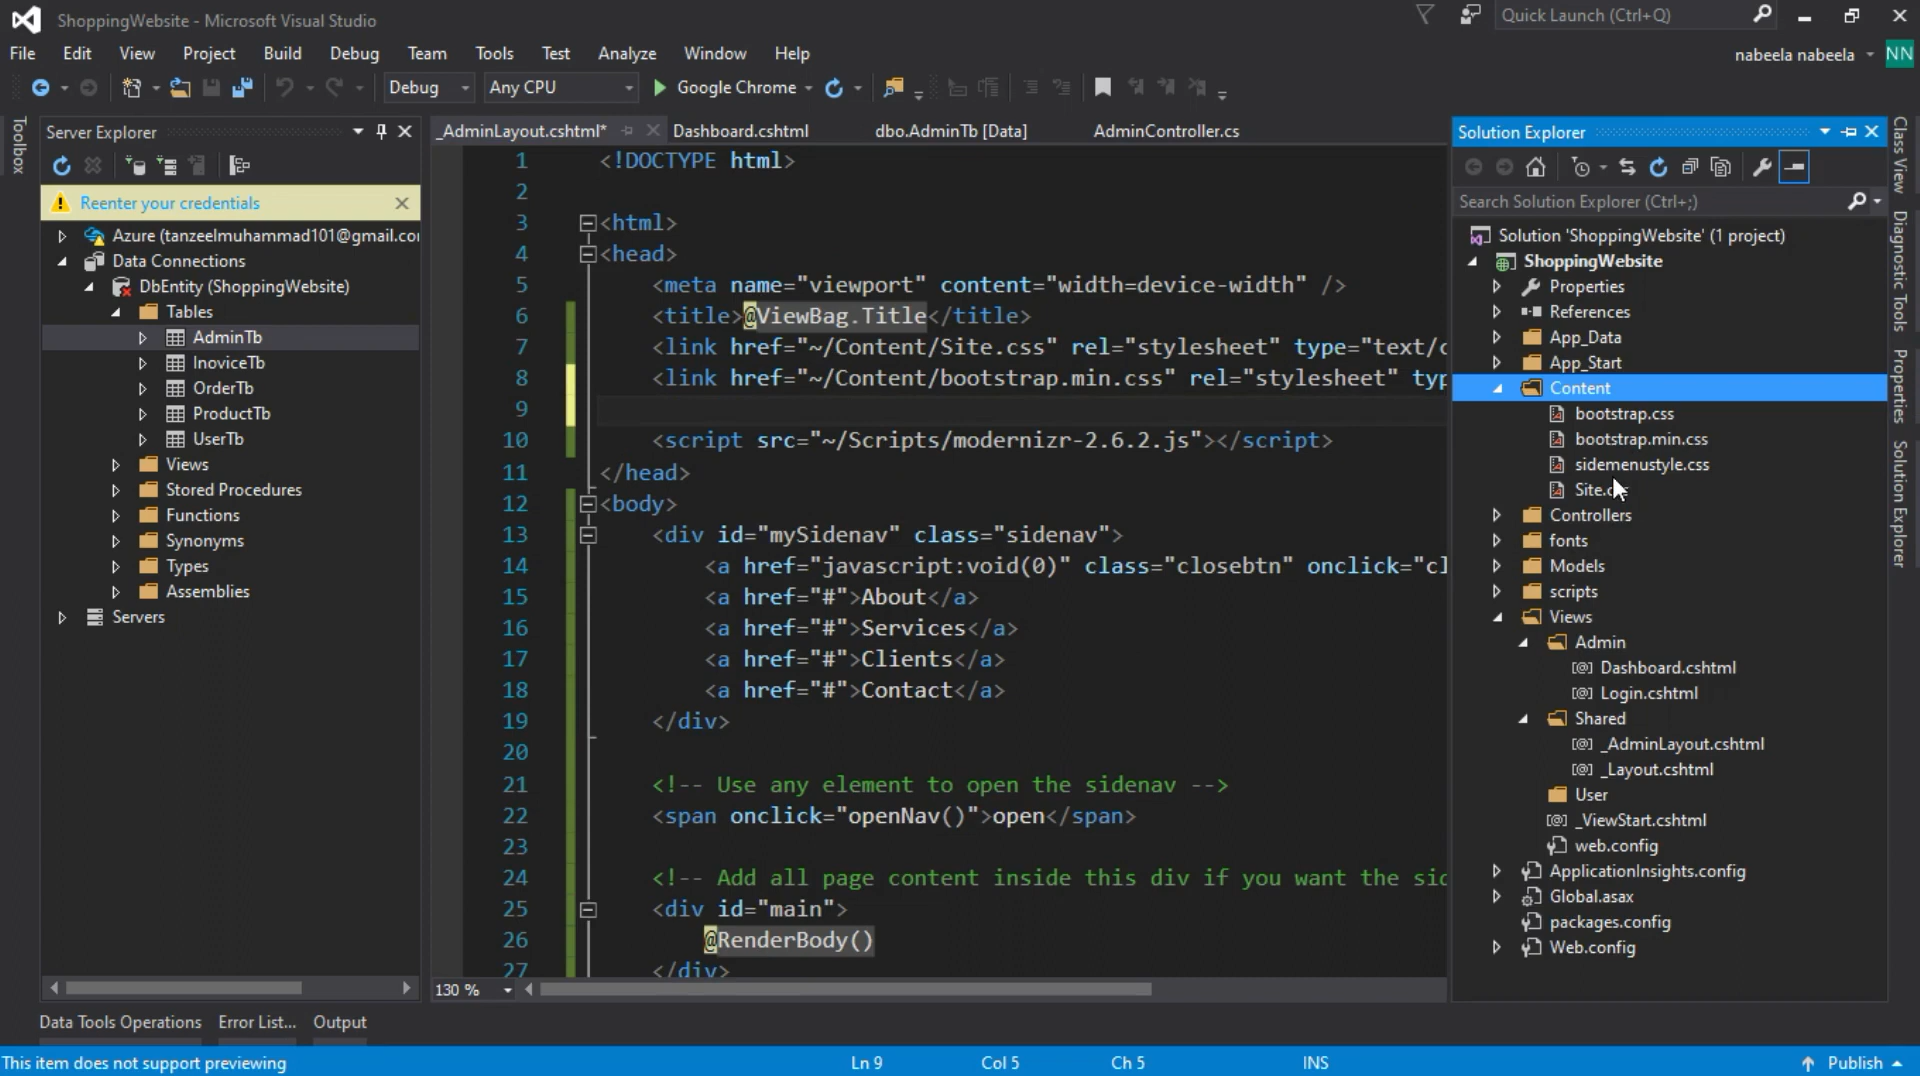 ShoppingWebsite - Microsoft Visual Studio
Quick Launch (Ctrl+Q)
File Edit View Project Build Debug Team Tools Test Analyze Window Help
nabeela nabeela
NN
Debug
Any CPU
Google Chrome
Toolbox
Server Explorer
Reenter your credentials
Azure (tanzeelmuhammad101@gmail.co
Data Connections
DbEntity (ShoppingWebsite)
Tables
AdminTb
InoviceTb
OrderTb
ProductTb
UserTb
Views
Stored Procedures
Functions
Synonyms
Types
Assemblies
Servers
_AdminLayout.cshtml* Dashboard.cshtml dbo.AdminTb [Data] AdminController.cs
1 <!DOCTYPE html>
2
3 <html>
4 <head>
5 <meta name="viewport" content="width=device-width" />
6 <title>@ViewBag.Title</title>
7 <link href="~/Content/Site.css" rel="stylesheet" type="text/c
8 <link href="~/Content/bootstrap.min.css" rel="stylesheet" typ
9
10 <script src="~/Scripts/modernizr-2.6.2.js"></script>
11 </head>
12 <body>
13 <div id="mySidenav" class="sidenav">
14 <a href="javascript:void(0)" class="closebtn" onclick="cl
15 <a href="#">About</a>
16 <a href="#">Services</a>
17 <a href="#">Clients</a>
18 <a href="#">Contact</a>
19 </div>
20
21 <!-- Use any element to open the sidenav -->
22 <span onclick="openNav()">open</span>
23
24 <!-- Add all page content inside this div if you want the sid
25 <div id="main">
26 @RenderBody()
27 </div>
130 %
Solution Explorer
Search Solution Explorer (Ctrl+;)
Solution 'ShoppingWebsite' (1 project)
ShoppingWebsite
Properties
References
App_Data
App_Start
Content
bootstrap.css
bootstrap.min.css
sidemenustyle.css
Site.
Controllers
fonts
Models
scripts
Views
Admin
Dashboard.cshtml
Login.cshtml
Shared
_AdminLayout.cshtml
_Layout.cshtml
User
_ViewStart.cshtml
web.config
ApplicationInsights.config
Global.asax
packages.config
Web.config
Class View
Diagnostic Tools
Properties
Solution Explorer
Data Tools Operations Error List... Output
This item does not support previewing
Ln 9 Col 5 Ch 5 INS
Publish